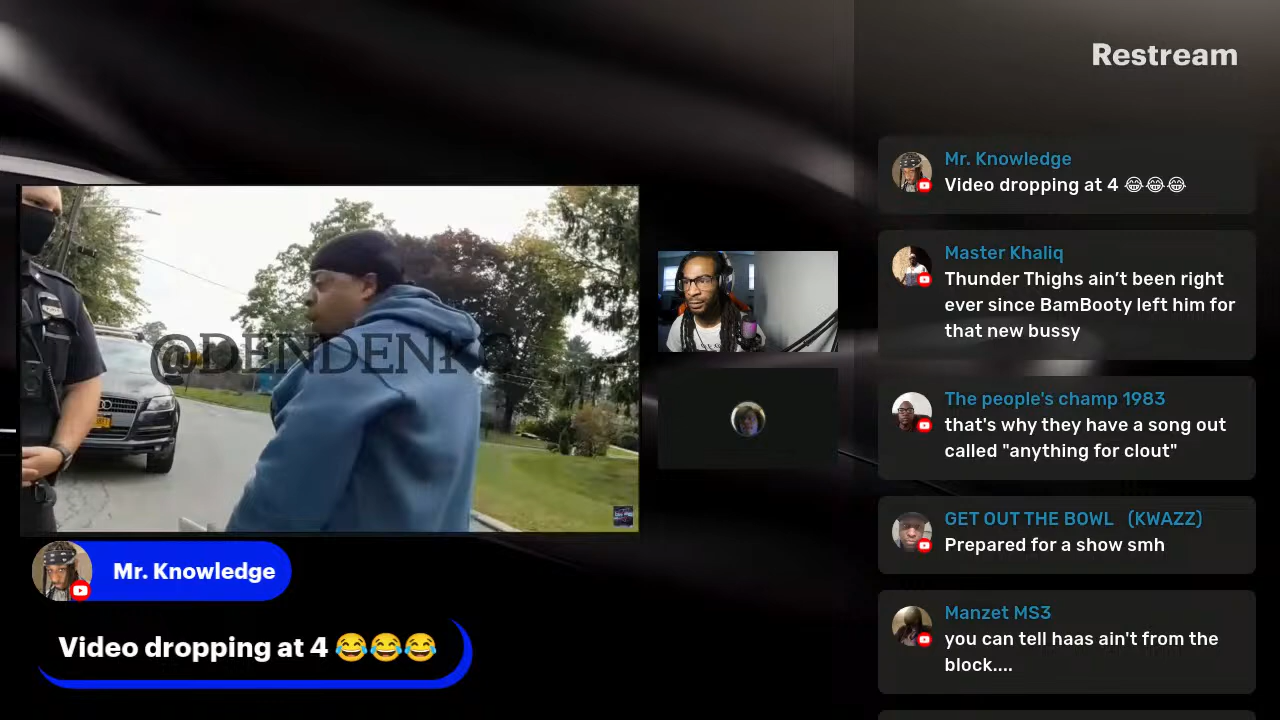 Restream
Mr. Knowledge
Video dropping at 4 😂😂😂
Master Khaliq
Thunder Thighs ain't been right
ever since BamBooty left him for
that new bussy
The people's champ 1983
that's why they have a song out
called "anything for clout"
GET OUT THE BOWL (KWAZZ)
Prepared for a show smh
Manzet MS3
you can tell haas ain't from the
block....
@DENDENKC
Mr. Knowledge
Video dropping at 4 😂😂😂